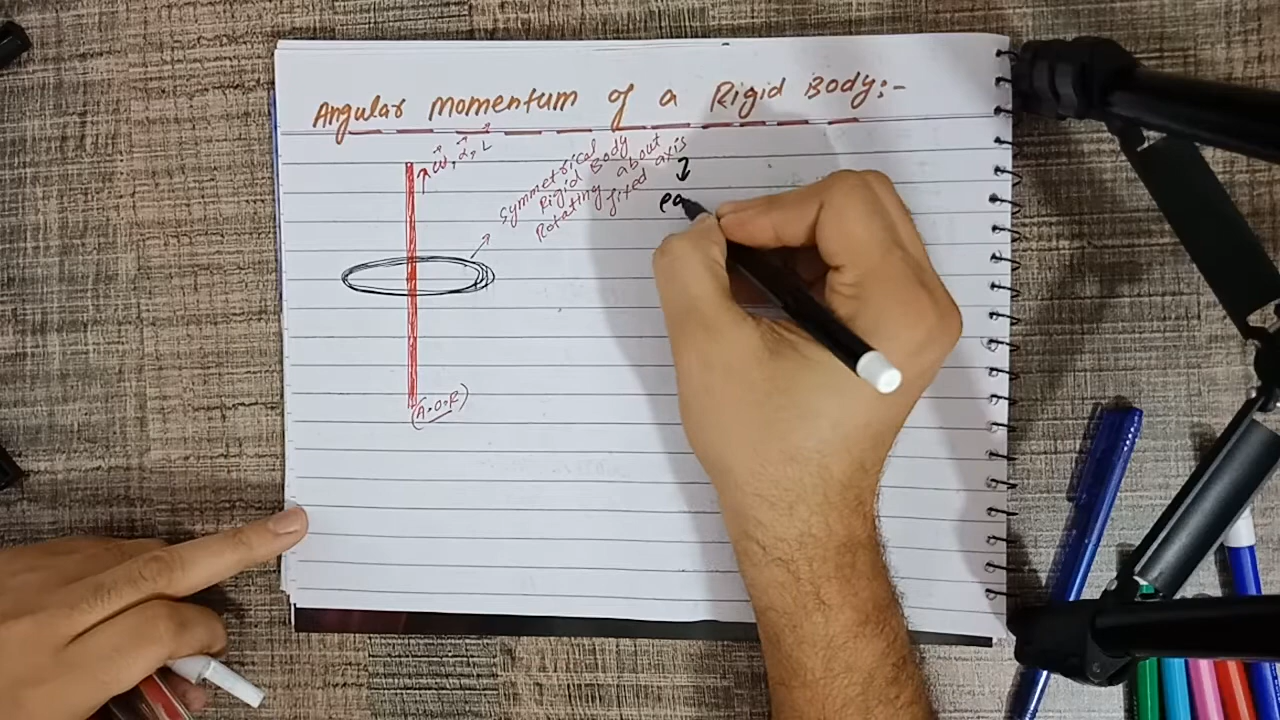 Angular Momentum of a Rigid Body:-
ω⃗, α⃗, L⃗
Symmetrical
Rigid Body
Rotating about
fixed axis
(A.O.R)